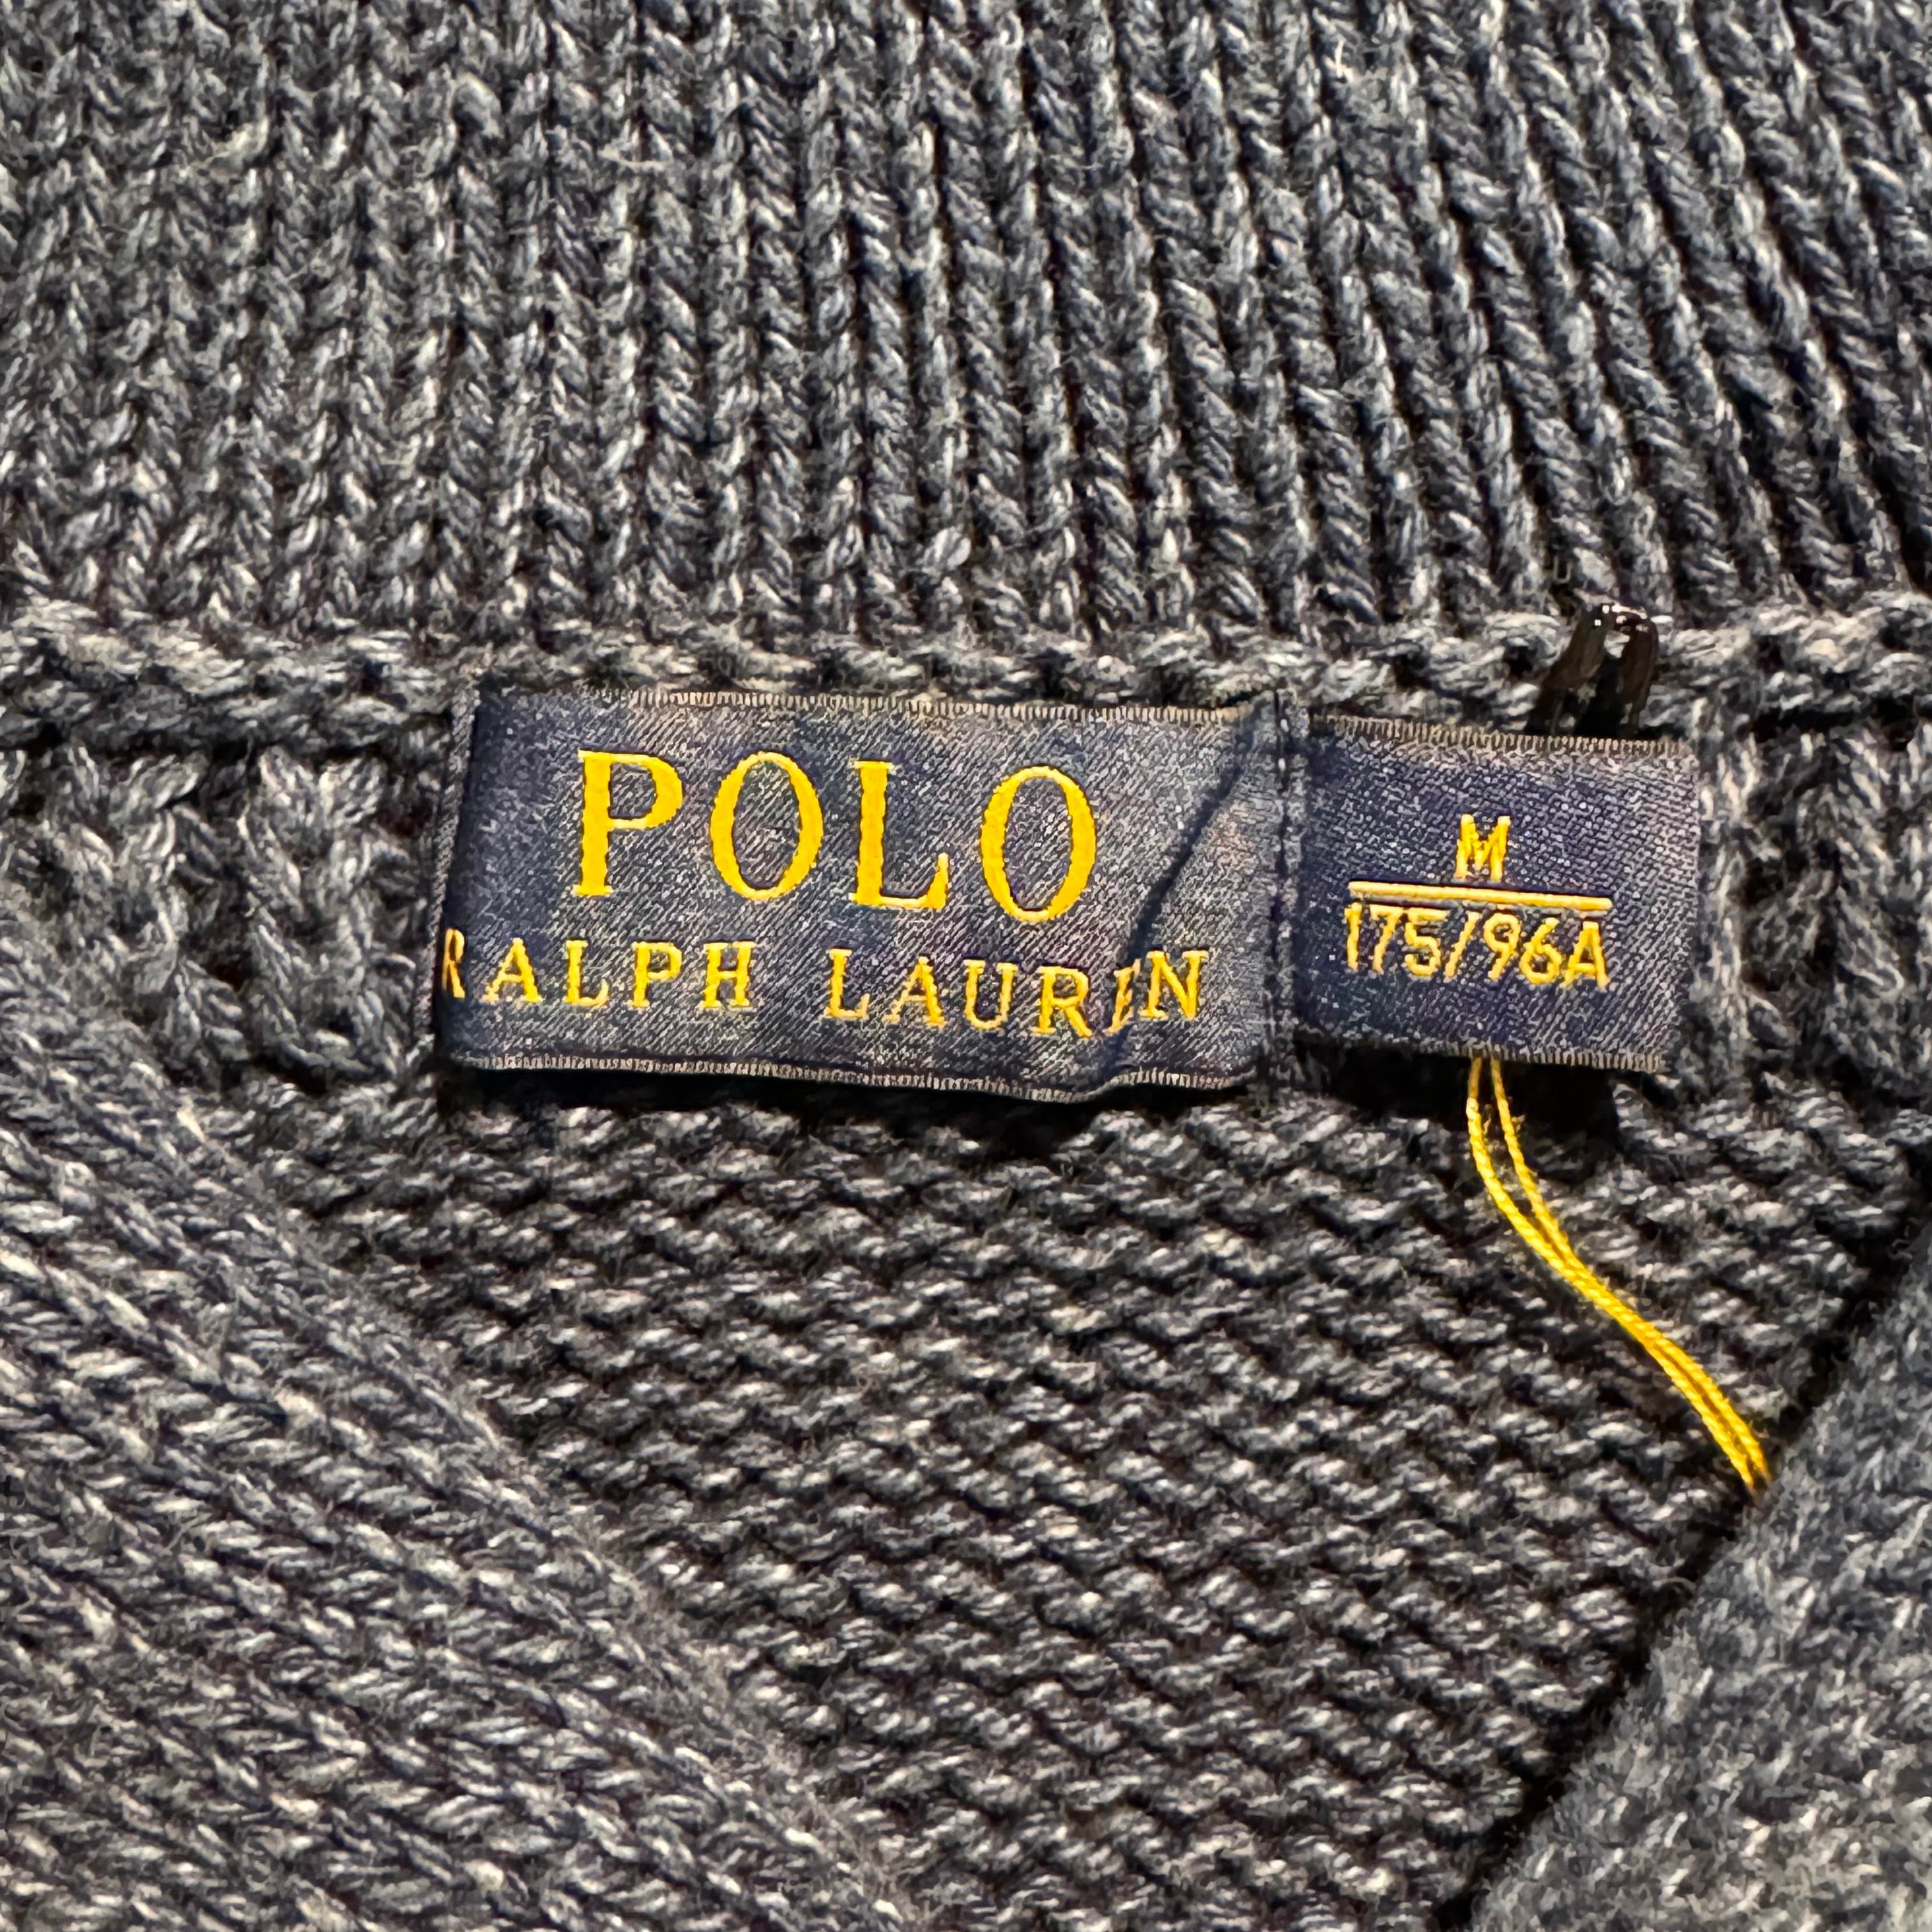 POLO
RALPH LAUREN
M
175/96A